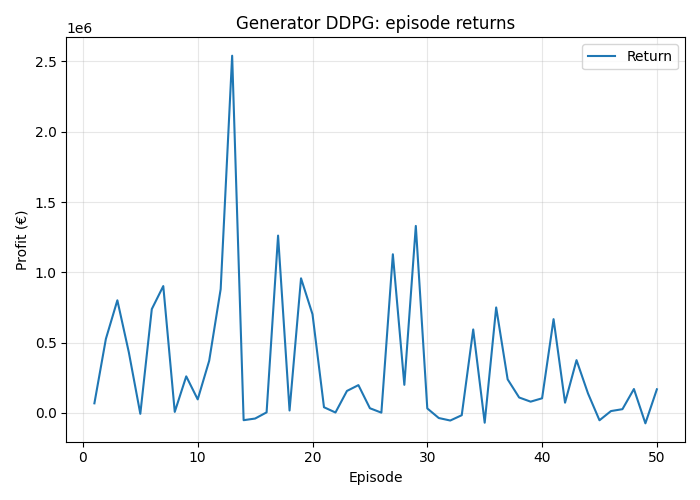 Generator DDPG: episode returns
1e6
Return
2.5
2.0
1.5
1.0
0.5
0.0
Profit (€)
0 10 20 30 40 50
Episode